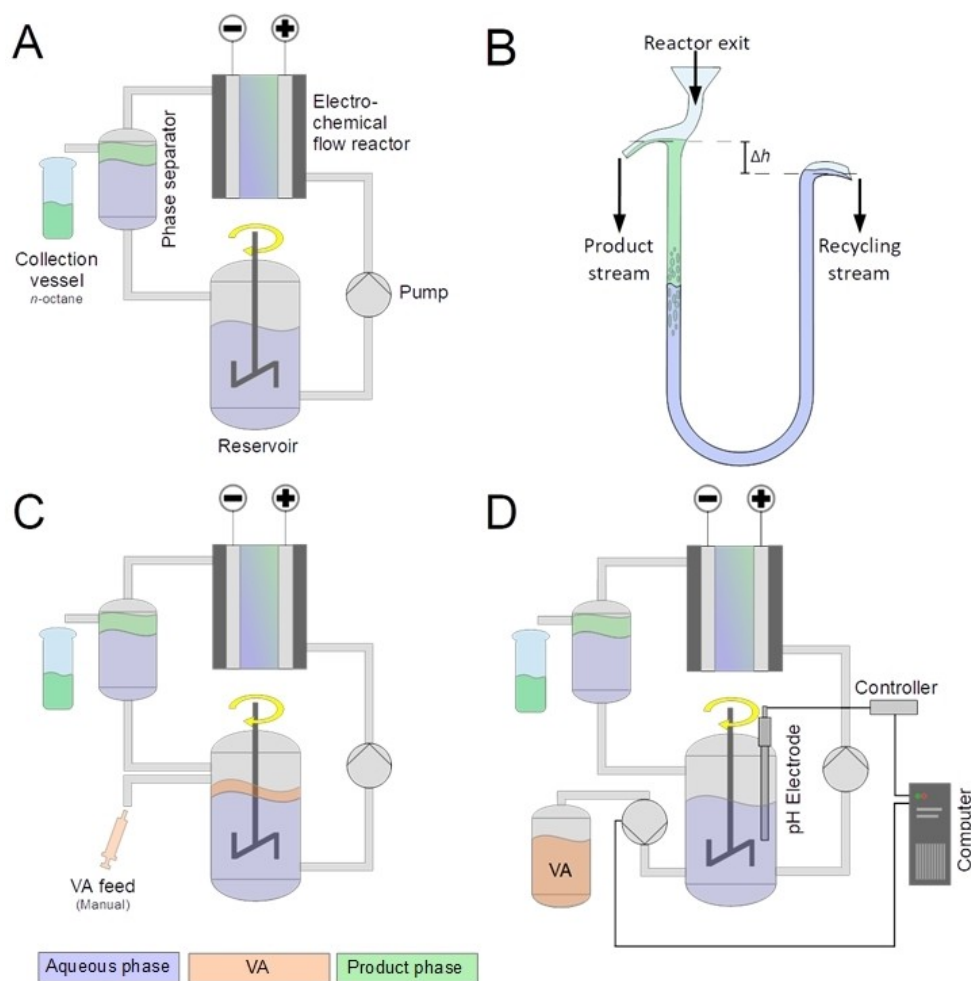 A
Electro-
chemical
flow reactor
Phase separator
Collection
vessel
n-octane
Pump
Reservoir
B
Reactor exit
Δh
Product
stream
Recycling
stream
C
VA feed
(Manual)
D
Controller
pH Electrode
Computer
VA
Aqueous phase
VA
Product phase